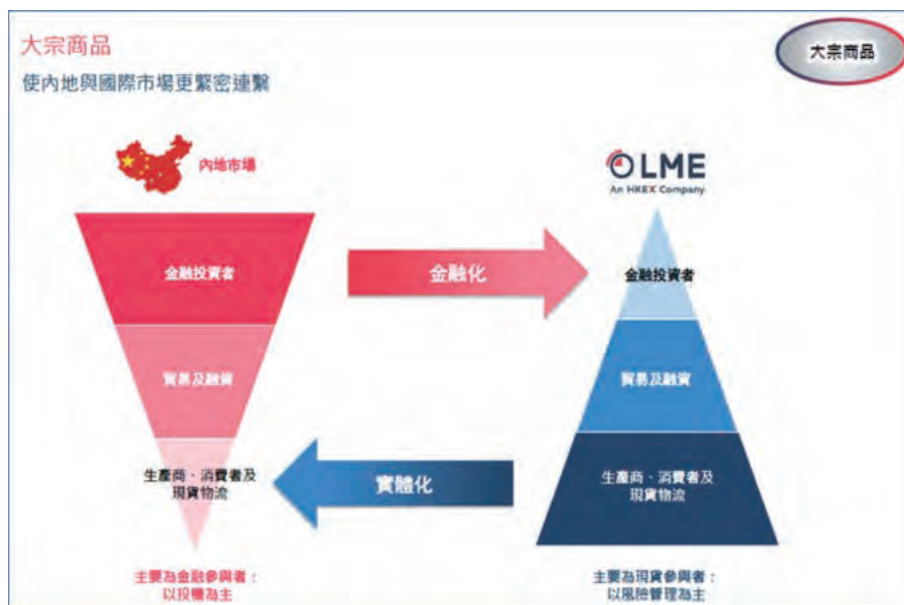 大宗商品
大宗商品
使內地與國際市場更緊密連繫
內地市場
LME
An HKEX Company
金融投資者
金融化
金融投資者
貿易及融資
貿易及融資
生產商、消費者及
現貨物流
實體化
生產商、消費者及
現貨物流
主要為金融參與者：
以投機為主
主要為現貨參與者：
以風險管理為主